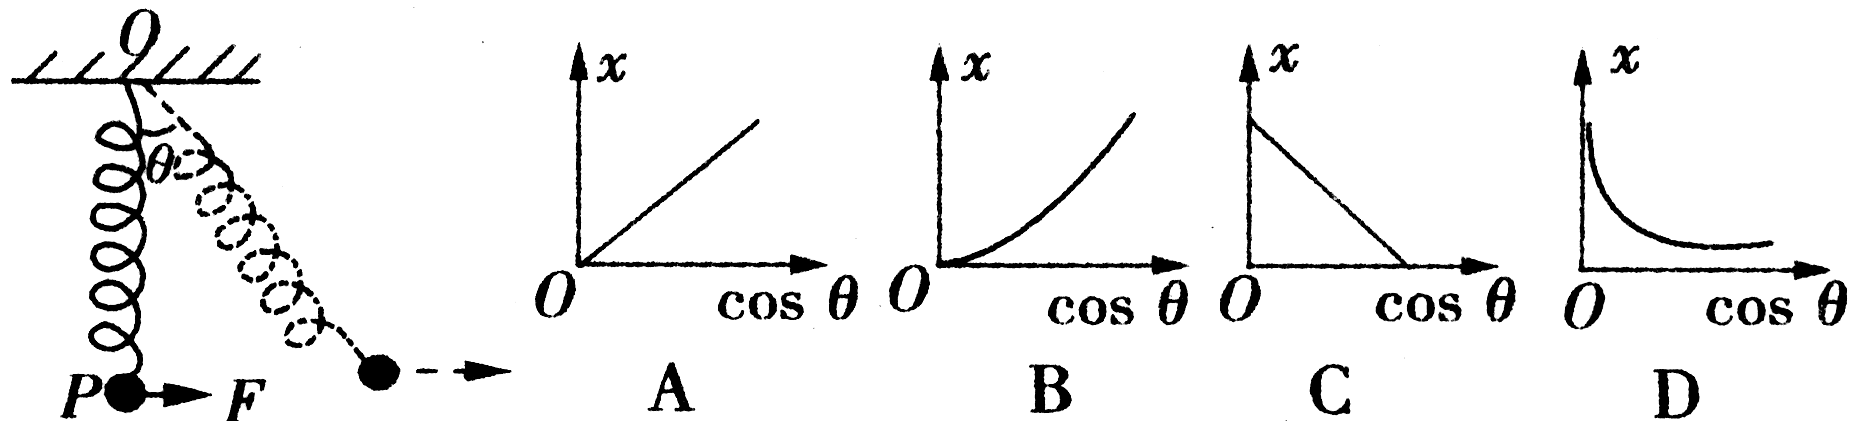 O
θ
P F
x
O cos θ
A
x
O cos θ
B
x
O cos θ
C
x
O cos θ
D